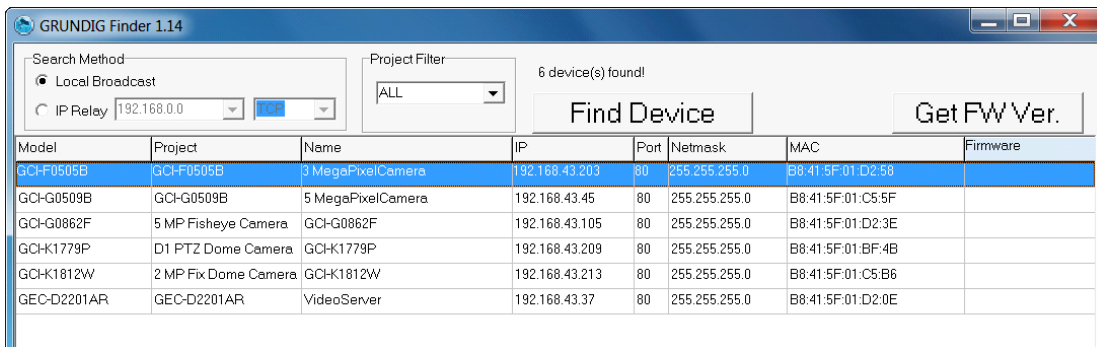 GRUNDIG Finder 1.14
Search Method
Local Broadcast
IP Relay 192.168.0.0 TCP
Project Filter
ALL
6 device(s) found!
Find Device
Get FW Ver.
Model Project Name IP Port Netmask MAC Firmware
GCI-F0505B GCI-F0505B 3 MegaPixelCamera 192.168.43.203 80 255.255.255.0 B8:41:5F:01:D2:58
GCI-G0509B GCI-G0509B 5 MegaPixelCamera 192.168.43.45 80 255.255.255.0 B8:41:5F:01:C5:5F
GCI-G0862F 5 MP Fisheye Camera GCI-G0862F 192.168.43.105 80 255.255.255.0 B8:41:5F:01:D2:3E
GCI-K1779P D1 PTZ Dome Camera GCI-K1779P 192.168.43.209 80 255.255.255.0 B8:41:5F:01:BF:4B
GCI-K1812W 2 MP Fix Dome Camera GCI-K1812W 192.168.43.213 80 255.255.255.0 B8:41:5F:01:C5:B6
GEC-D2201AR GEC-D2201AR VideoServer 192.168.43.37 80 255.255.255.0 B8:41:5F:01:D2:0E